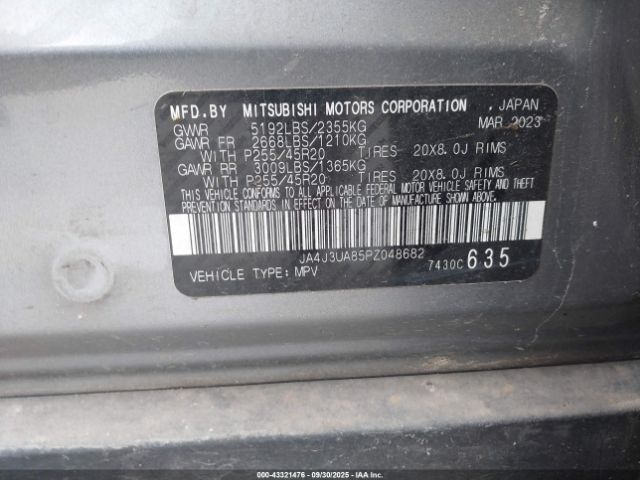 MFD.BY MITSUBISHI MOTORS CORPORATION , JAPAN
GWWR 5192LBS/2355KG MAR 2023
GAWR FR 2668LBS/1210KG
WITH P255/45R20 TIRES 20X8.0J RIMS
GAWR RR 3009LBS/1365KG
WITH P255/45R20 TIRES 20X8.0J RIMS
THIS VEHICLE CONFORMS TO ALL APPLICABLE FEDERAL MOTOR VEHICLE SAFETY AND THEFT
PREVENTION STANDARDS IN EFFECT ON THE DATE OF MANUFACTURE SHOWN ABOVE.
JA4J3UA85PZ048682
7430C 635
VEHICLE TYPE: MPV
000-43321476 - 09/30/2025 - IAA Inc.